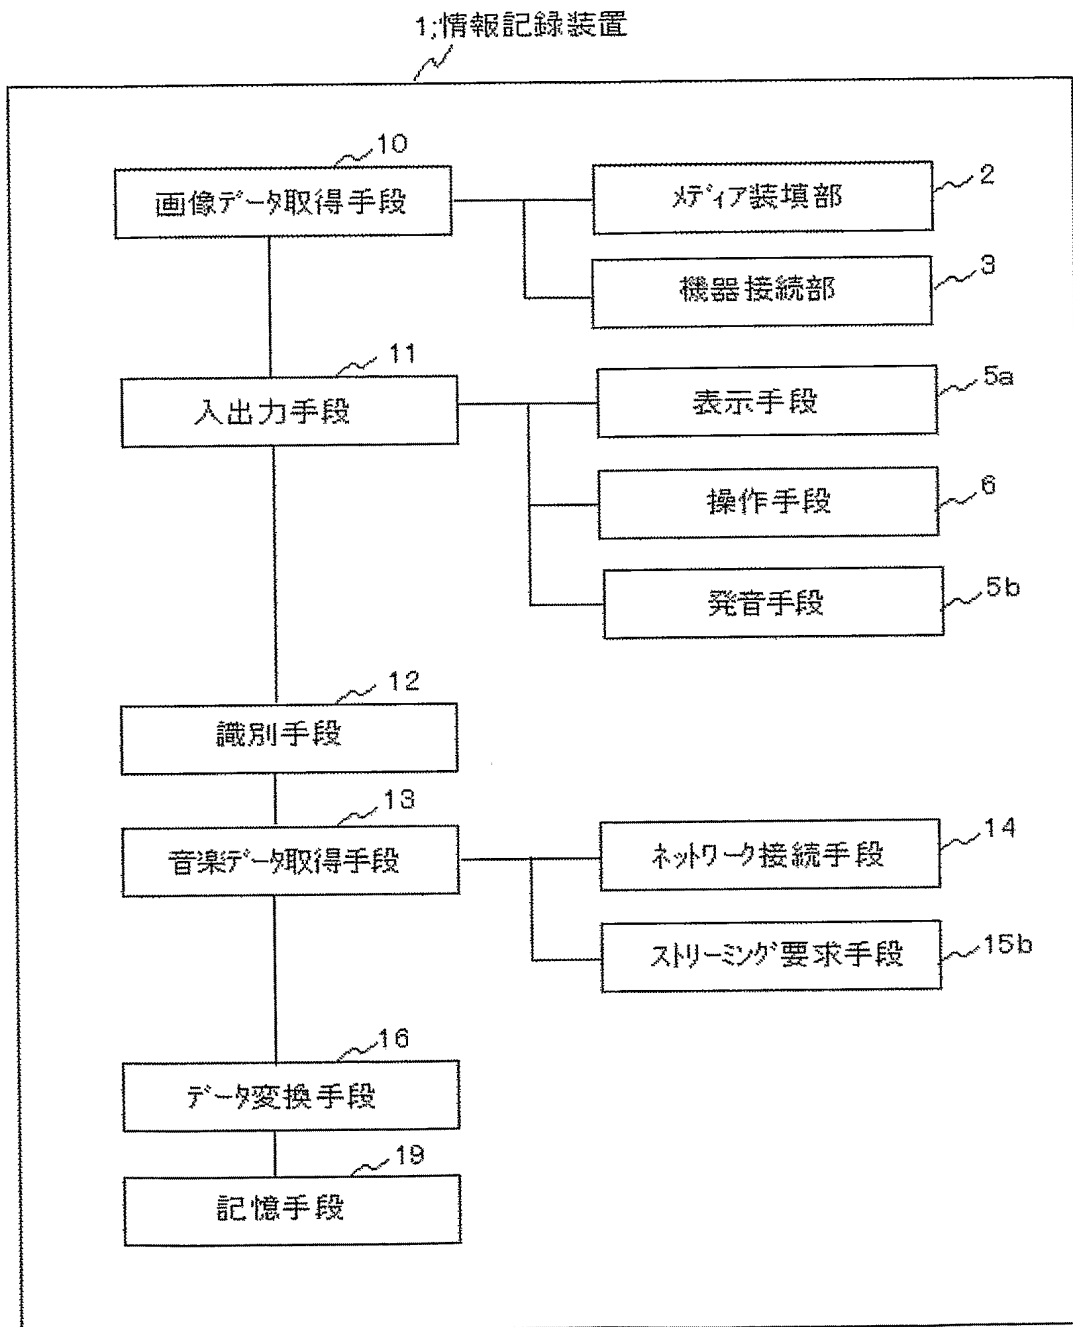 1;情報記録装置
10
画像データ取得手段
メディア装填部
2
機器接続部
3
11
入出力手段
表示手段
5a
操作手段
6
発音手段
5b
12
識別手段
13
音楽データ取得手段
ネットワーク接続手段
14
ストリーミング要求手段
15b
16
データ変換手段
19
記憶手段